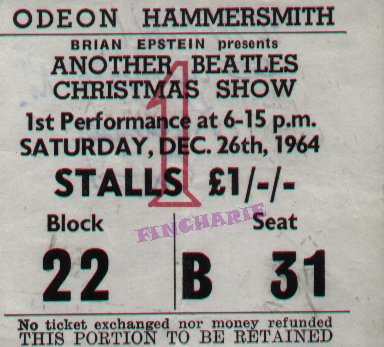 ODEON HAMMERSMITH
BRIAN EPSTEIN presents
ANOTHER BEATLES
CHRISTMAS SHOW
1
1st Performance at 6-15 p.m.
SATURDAY, DEC. 26th, 1964
STALLS £1/-/-
FINCHARIE
Block Seat
22 B 31
No ticket exchanged nor money refunded
THIS PORTION TO BE RETAINED